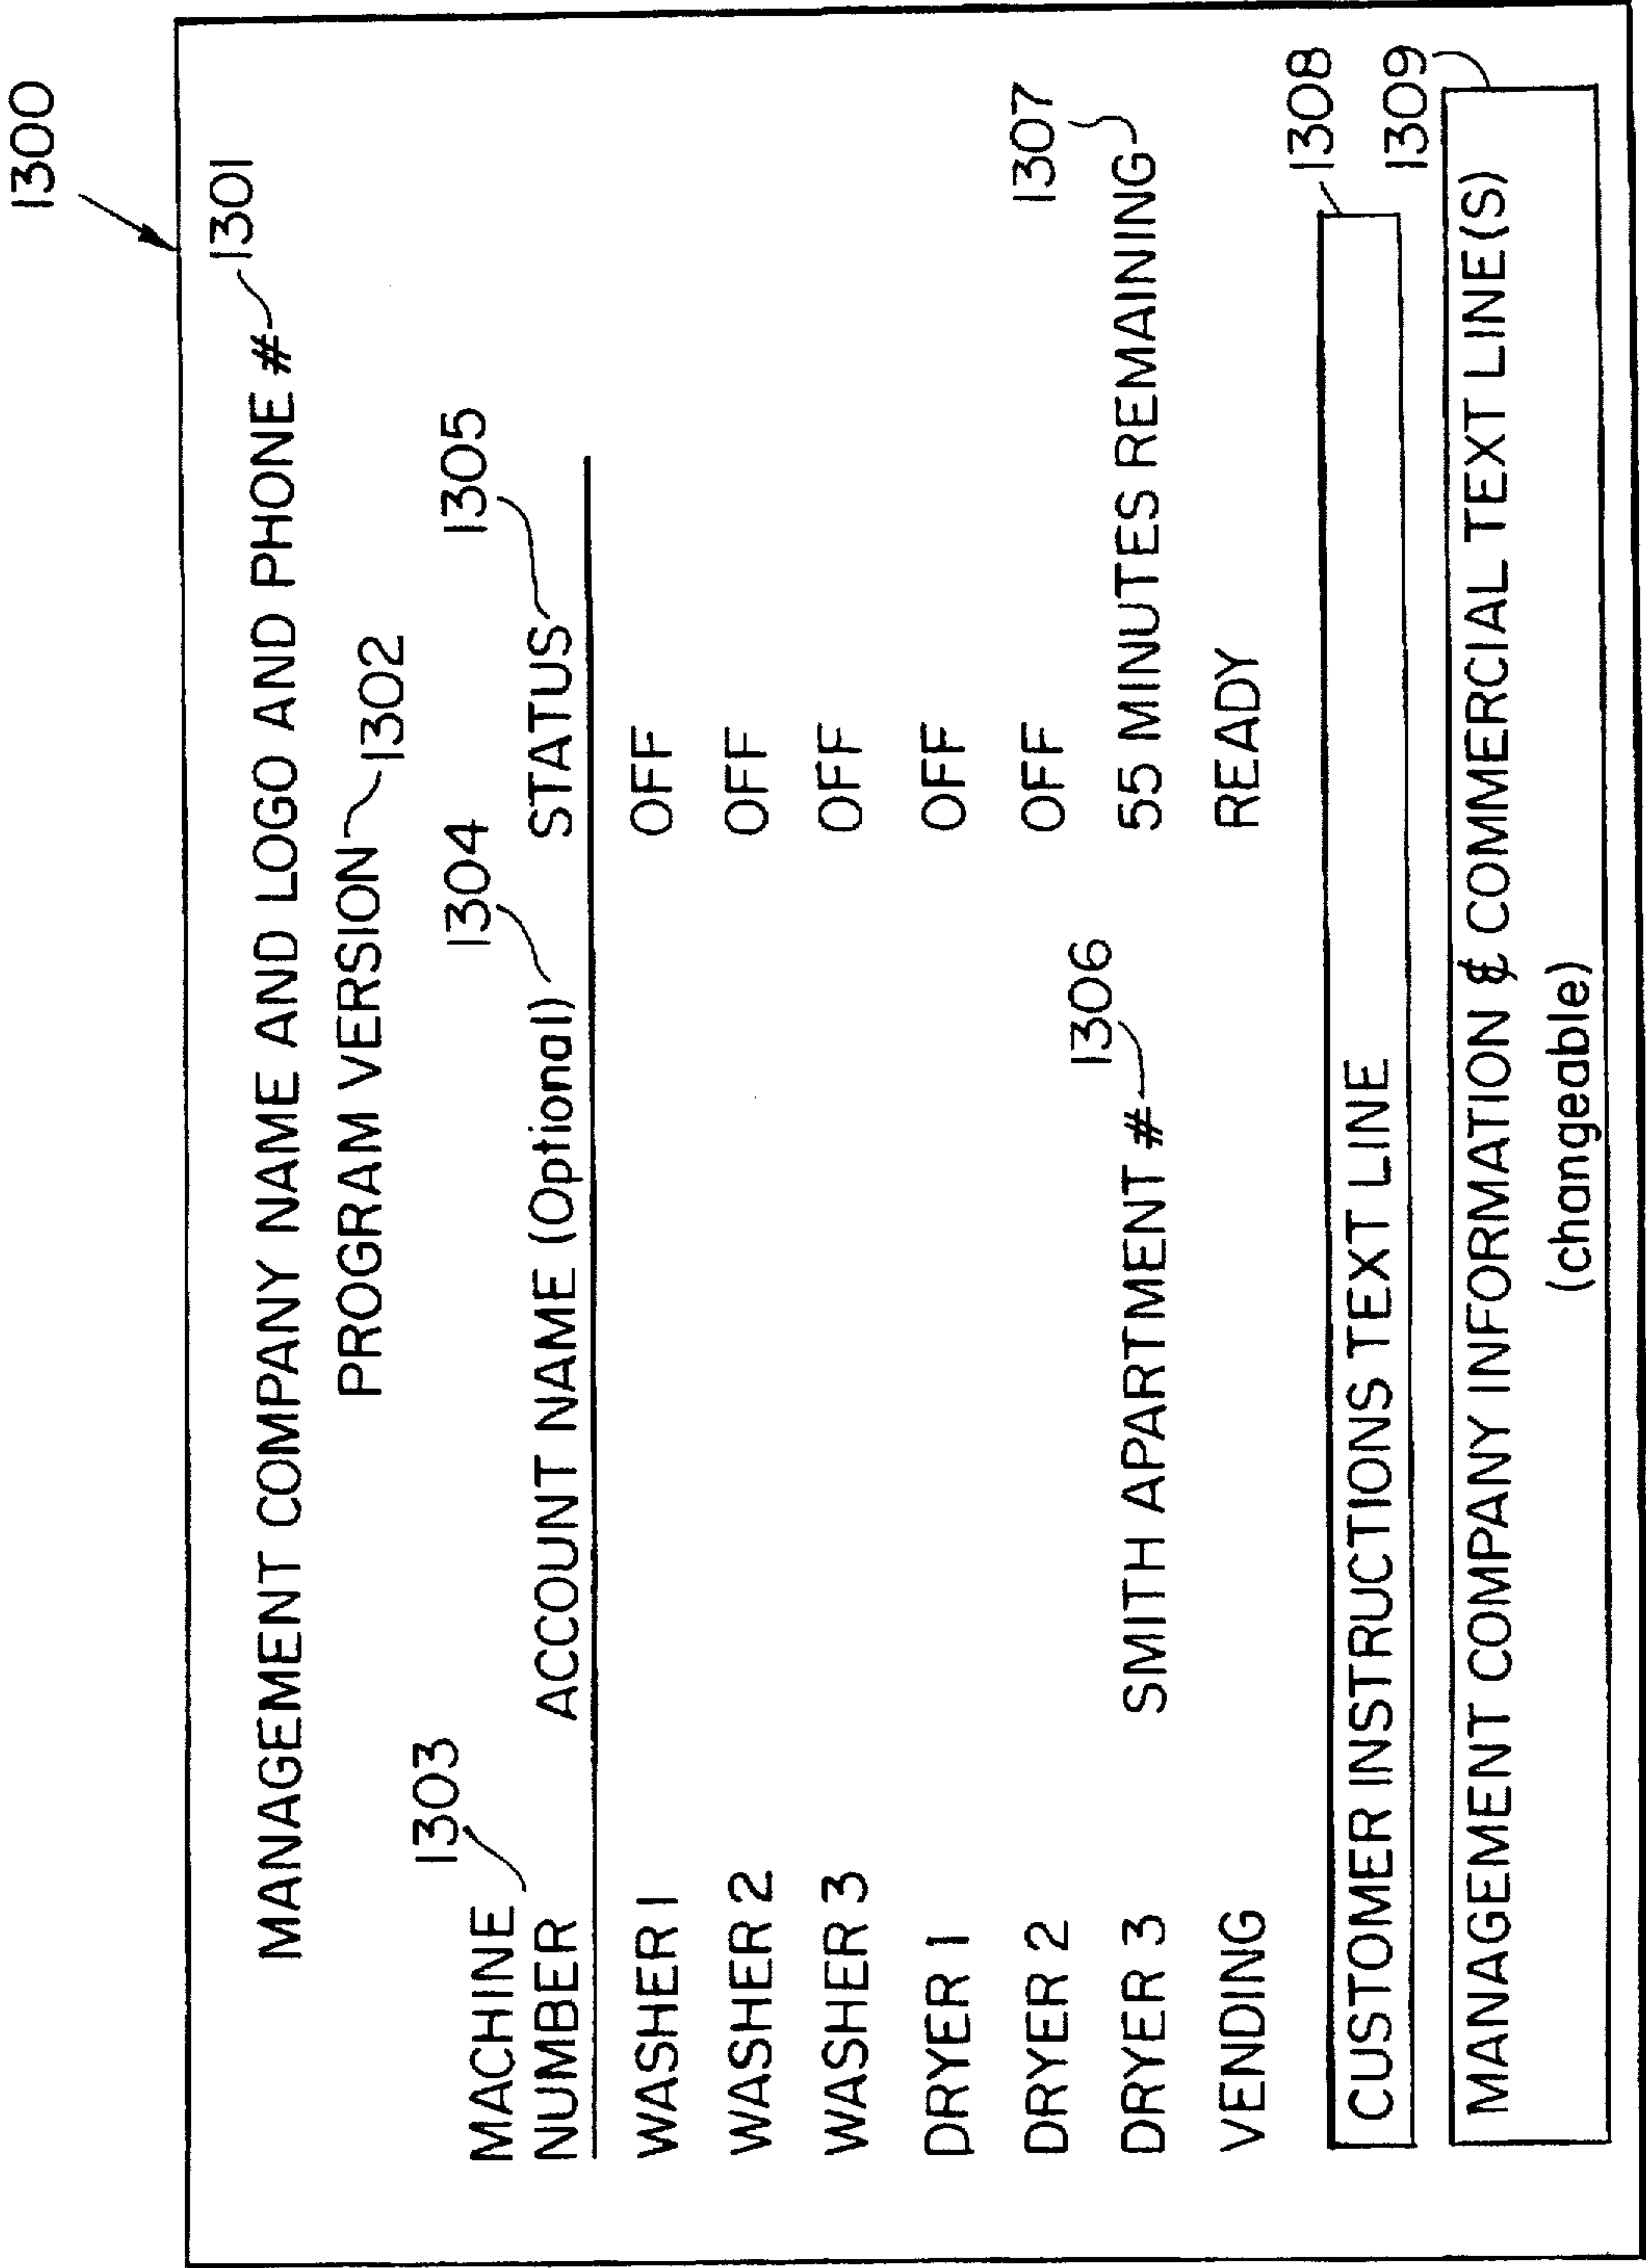 1300
MANAGEMENT COMPANY NAME AND LOGO AND PHONE # 1301
PROGRAM VERSION 1302
1303 1304 1305
MACHINE
NUMBER ACCOUNT NAME (Optional) STATUS
WASHER 1 OFF
WASHER 2 OFF
WASHER 3 OFF
DRYER 1 OFF
DRYER 2 OFF
1306 1307
DRYER 3 SMITH APARTMENT # 55 MINUTES REMAINING
VENDING READY
1308
CUSTOMER INSTRUCTIONS TEXT LINE
1309
MANAGEMENT COMPANY INFORMATION & COMMERCIAL TEXT LINE(S)
(changeable)